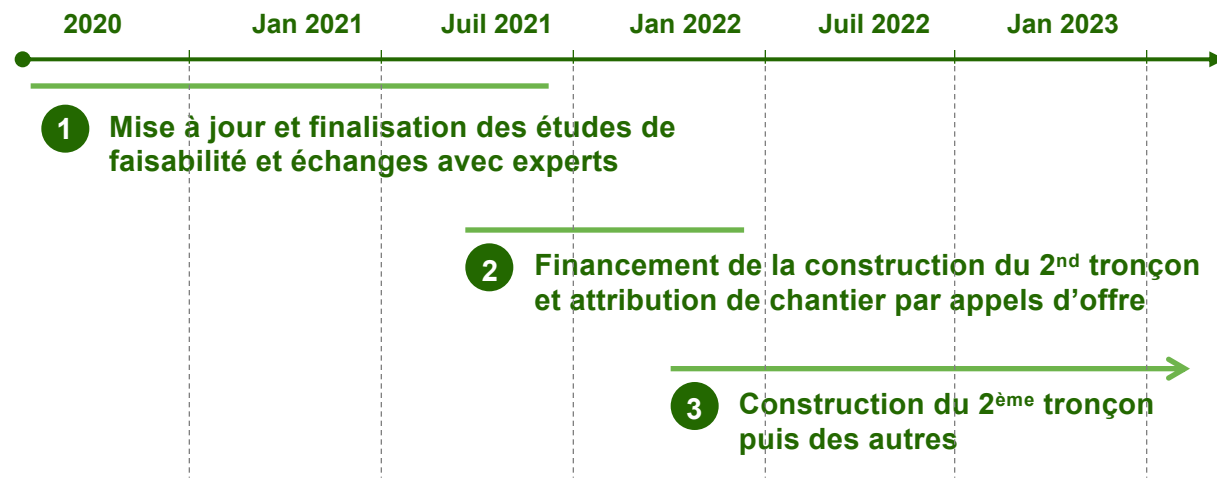 2020 Jan 2021 Juil 2021 Jan 2022 Juil 2022 Jan 2023
1 Mise à jour et finalisation des études de
faisabilité et échanges avec experts
2 Financement de la construction du 2nd tronçon
et attribution de chantier par appels d’offre
3 Construction du 2ème tronçon
puis des autres